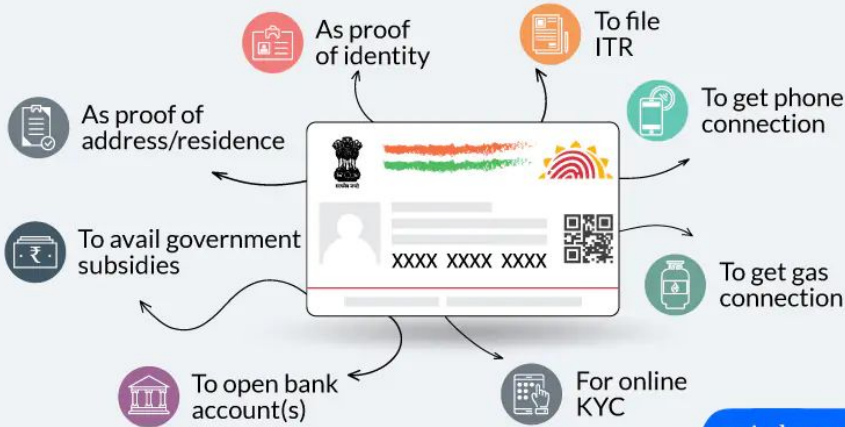 As proof
of identity
To file
ITR
As proof of
address/residence
To get phone
connection
To avail government
subsidies
XXXX XXXX XXXX
To get gas
connection
To open bank
account(s)
For online
KYC